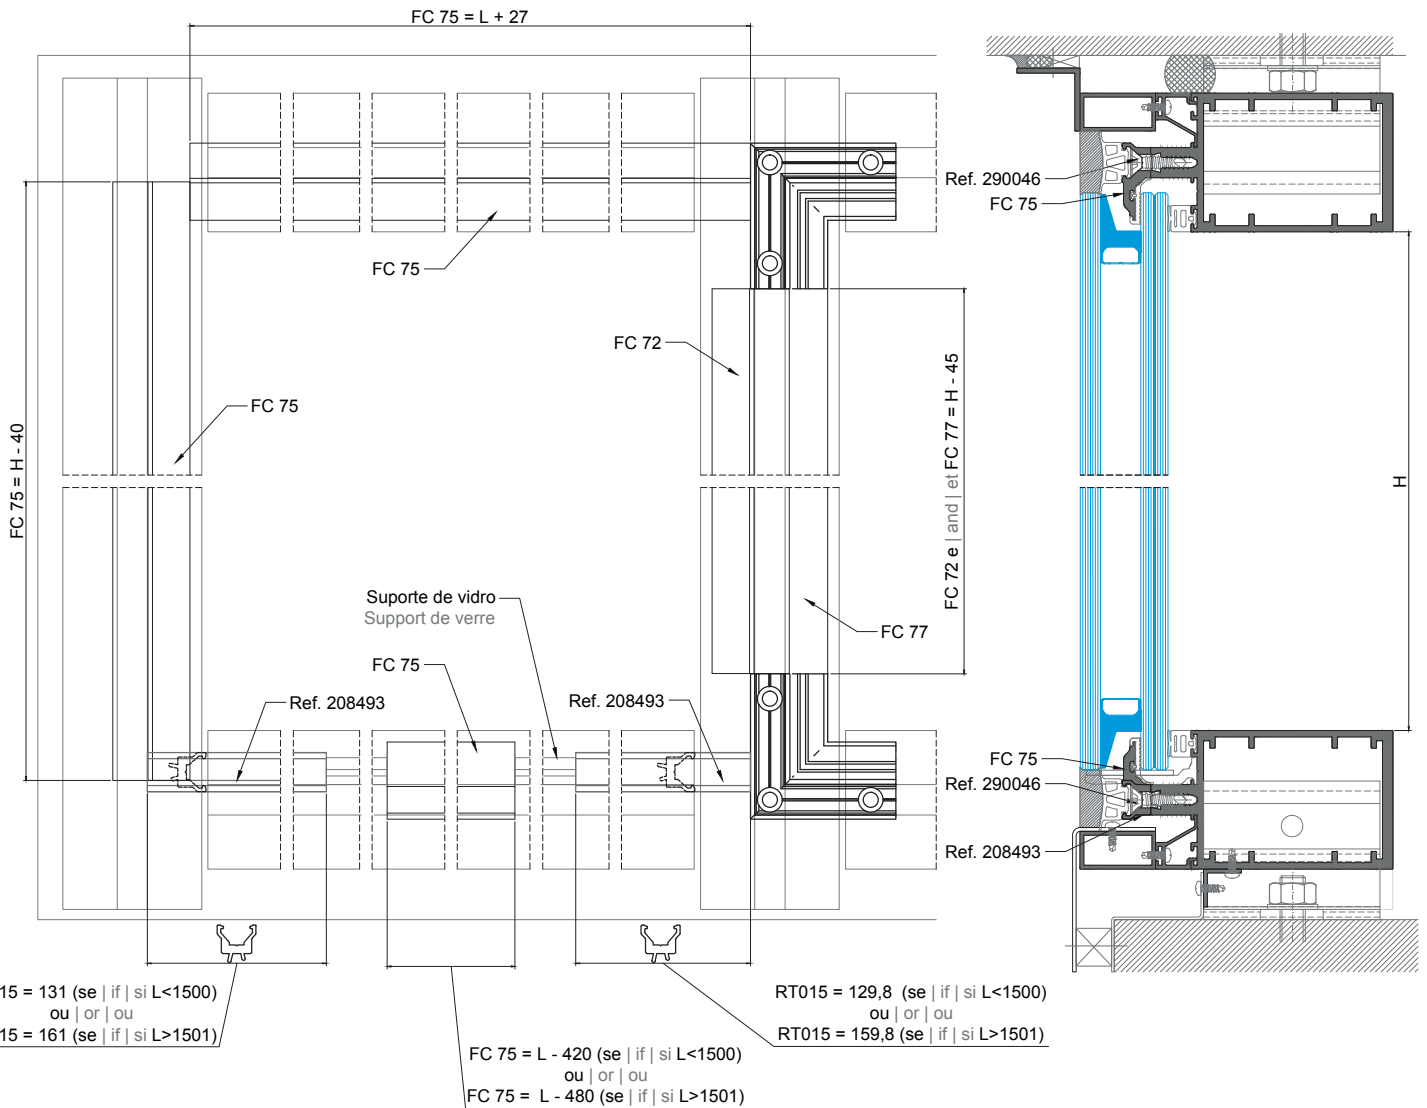 FC 75 = L + 27
Ref. 290046
FC 75
FC 75
FC 72
FC 75
FC 75 = H - 40
FC 72 e | and | et FC 77 = H - 45
H
Suporte de vidro
Support de verre
FC 77
FC 75
Ref. 208493
Ref. 208493
FC 75
Ref. 290046
Ref. 208493
15 = 131 (se | if | si L<1500)
ou | or | ou
15 = 161 (se | if | si L>1501)
RT015 = 129,8 (se | if | si L<1500)
ou | or | ou
RT015 = 159,8 (se | if | si L>1501)
FC 75 = L - 420 (se | if | si L<1500)
ou | or | ou
FC 75 = L - 480 (se | if | si L>1501)